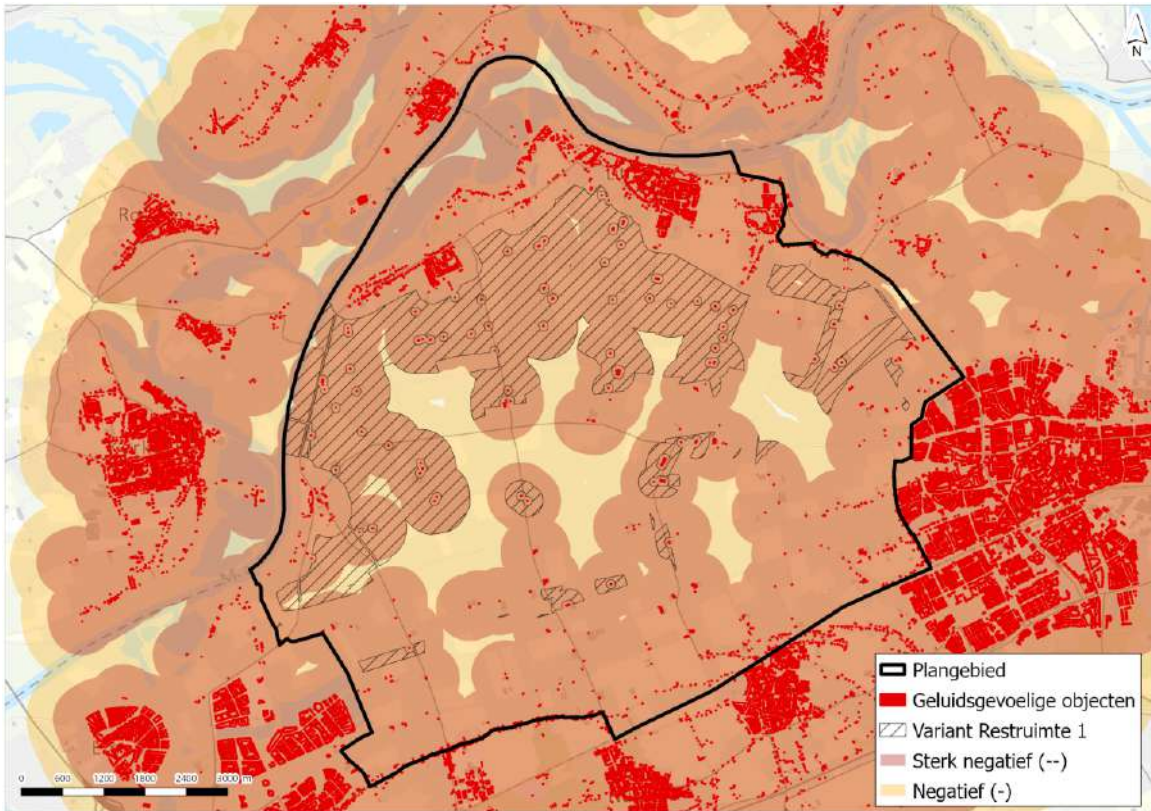 N
Plangebied
Geluidsgevoelige objecten
Variant Restruimte 1
Sterk negatief (--)
Negatief (-)
0 600 1200 1800 2400 3000 m